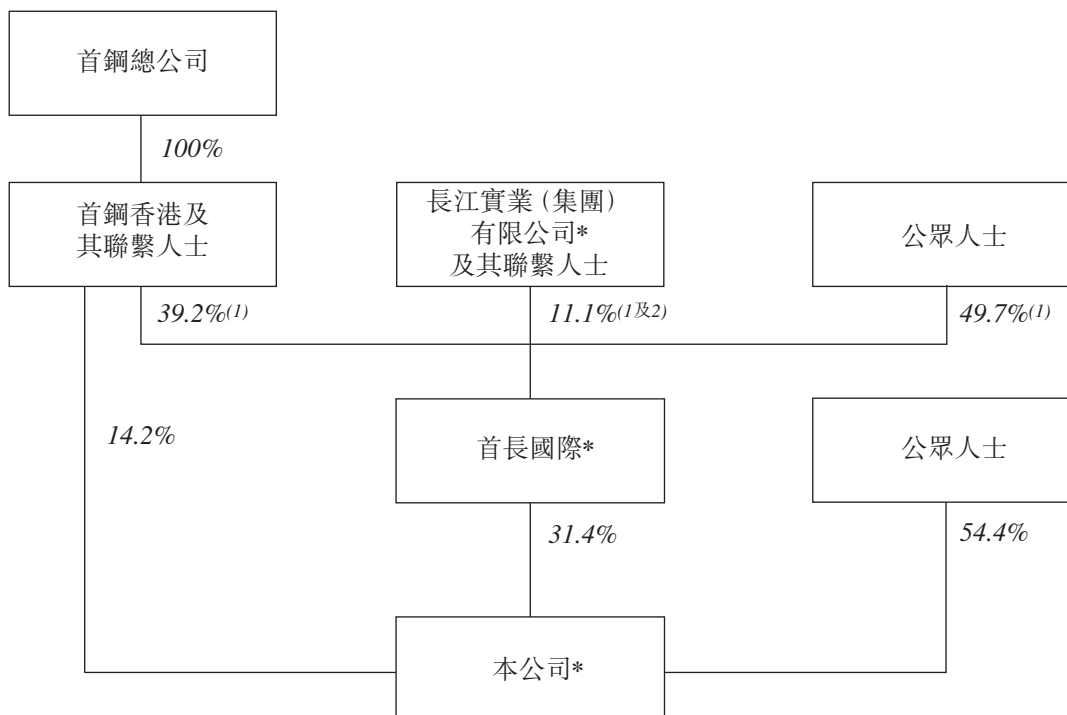 首鋼總公司
100%
首鋼香港及
其聯繫人士
長江實業(集團)
有限公司*
及其聯繫人士
公眾人士
39.2%(1)
11.1%(1及2)
49.7%(1)
14.2%
首長國際*
公眾人士
31.4%
54.4%
本公司*